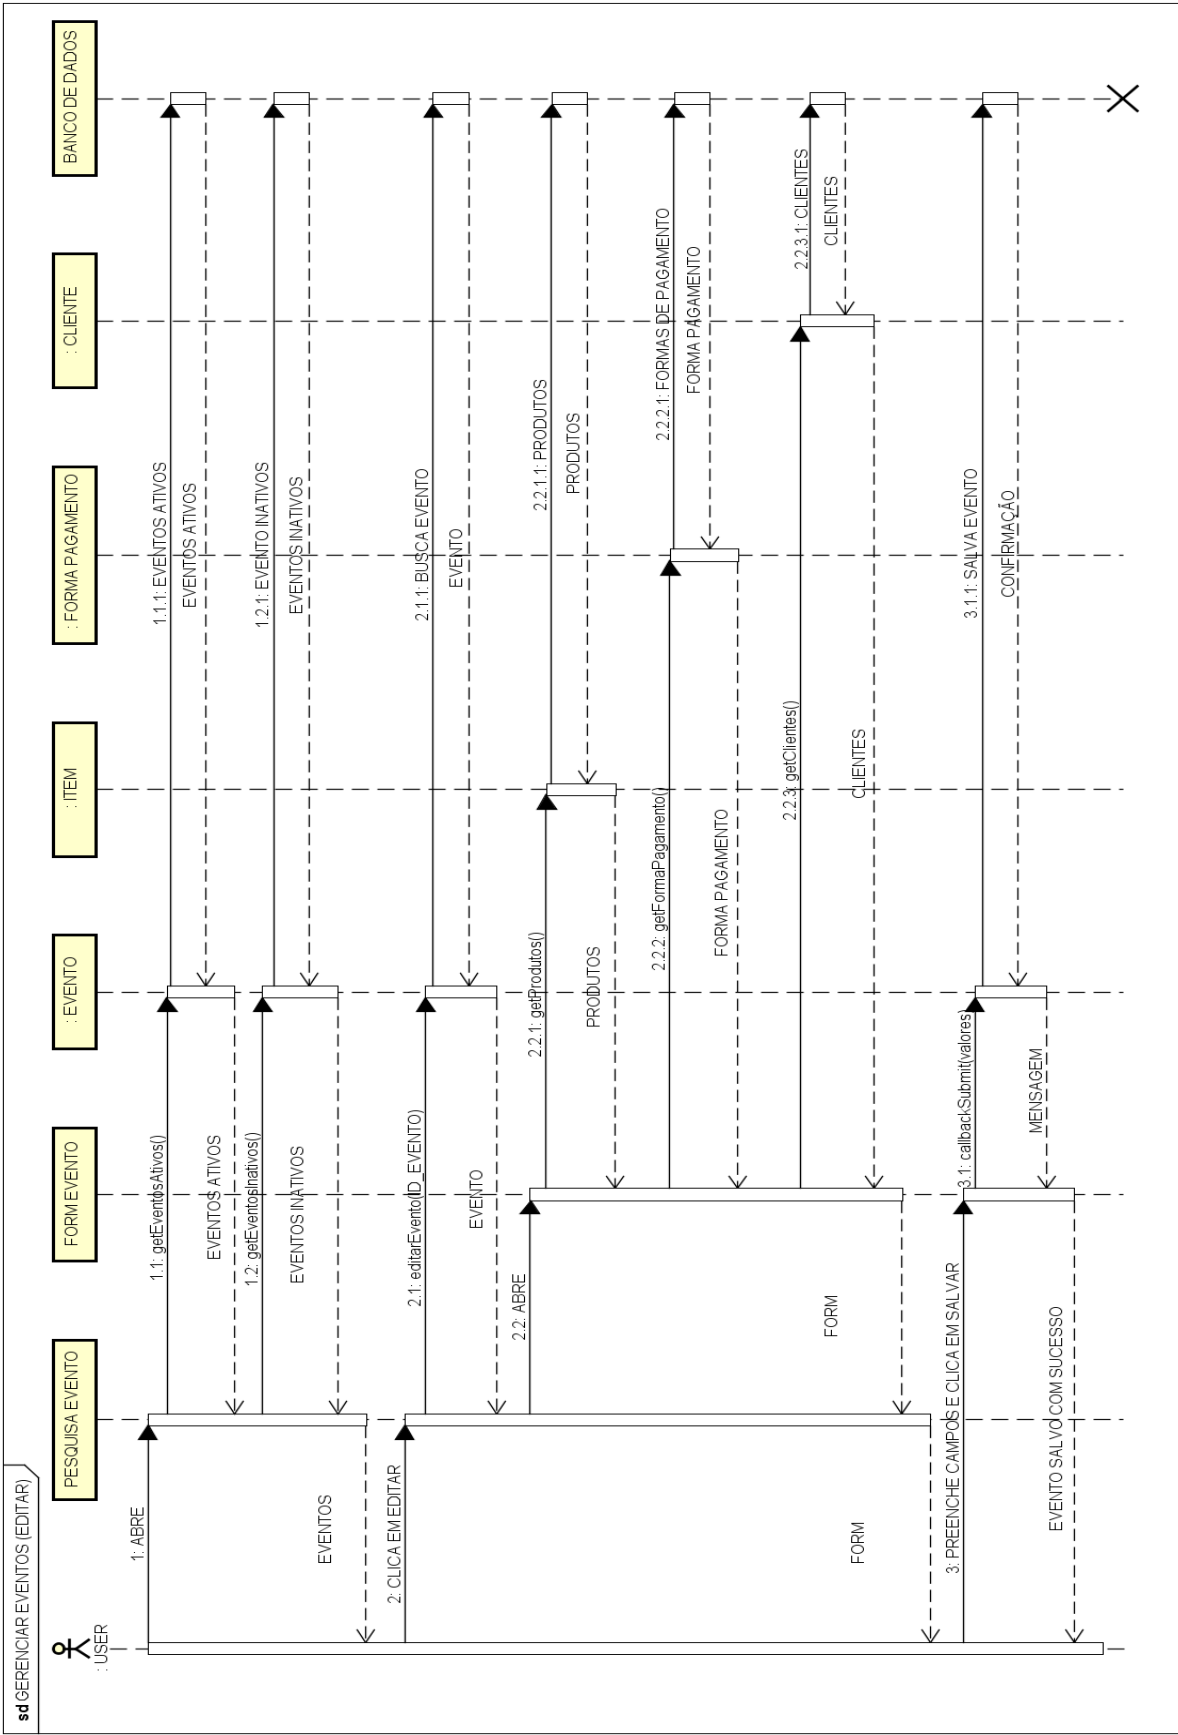 sd GERENCIAR EVENTOS (EDITAR)
: USER
PESQUISA EVENTO
FORM EVENTO
: EVENTO
: ITEM
: FORMA PAGAMENTO
: CLIENTE
BANCO DE DADOS
1: ABRE
1.1: getEventosAtivos()
1.1.1: EVENTOS ATIVOS
EVENTOS ATIVOS
EVENTOS ATIVOS
1.2: getEventosInativos()
1.2.1: EVENTO INATIVOS
EVENTOS INATIVOS
EVENTOS INATIVOS
EVENTOS
2: CLICA EM EDITAR
2.1: editarEvento(ID_EVENTO)
2.1.1: BUSCA EVENTO
EVENTO
EVENTO
2.2: ABRE
2.2.1: getProdutos()
2.2.1.1: PRODUTOS
PRODUTOS
PRODUTOS
2.2.2: getFormaPagamento()
2.2.2.1: FORMAS DE PAGAMENTO
FORMA PAGAMENTO
FORMA PAGAMENTO
2.2.3: getClientes()
2.2.3.1: CLIENTES
CLIENTES
CLIENTES
FORM
FORM
3: PREENCHE CAMPOS E CLICA EM SALVAR
3.1: callbackSubmit(valores)
3.1.1: SALVA EVENTO
CONFIRMAÇÃO
MENSAGEM
EVENTO SALVO COM SUCESSO